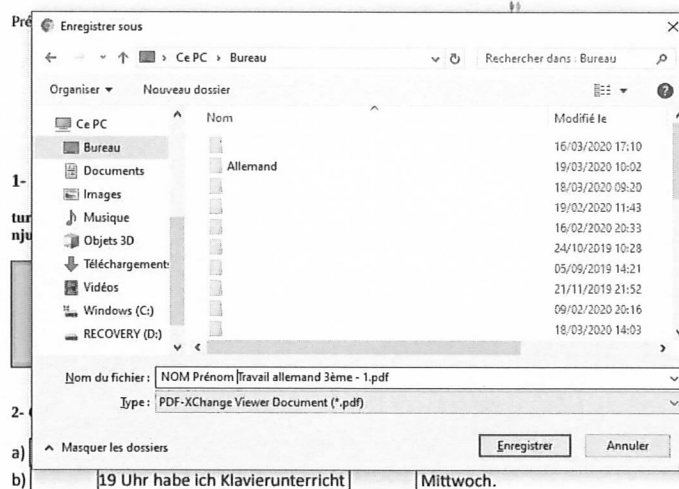 Pré
Enregistrer sous
Ce PC > Bureau
Rechercher dans : Bureau
Organiser
Nouveau dossier
Nom
Modifié le
Ce PC
Bureau
Documents
Images
Musique
Objets 3D
Téléchargement
Vidéos
Windows (C:)
RECOVERY (D:)
16/03/2020 17:10
Allemand 19/03/2020 10:02
18/03/2020 09:20
19/02/2020 11:43
16/02/2020 20:33
24/10/2019 10:28
05/09/2019 14:21
21/11/2019 21:52
09/02/2020 20:16
18/03/2020 14:03
1-
tur
nju
Nom du fichier : NOM Prénom Travail allemand 3ème - 1.pdf
Type : PDF-XChange Viewer Document (*.pdf)
2-
Masquer les dossiers
Enregistrer
Annuler
a)
b) 19 Uhr habe ich Klavierunterricht Mittwoch.